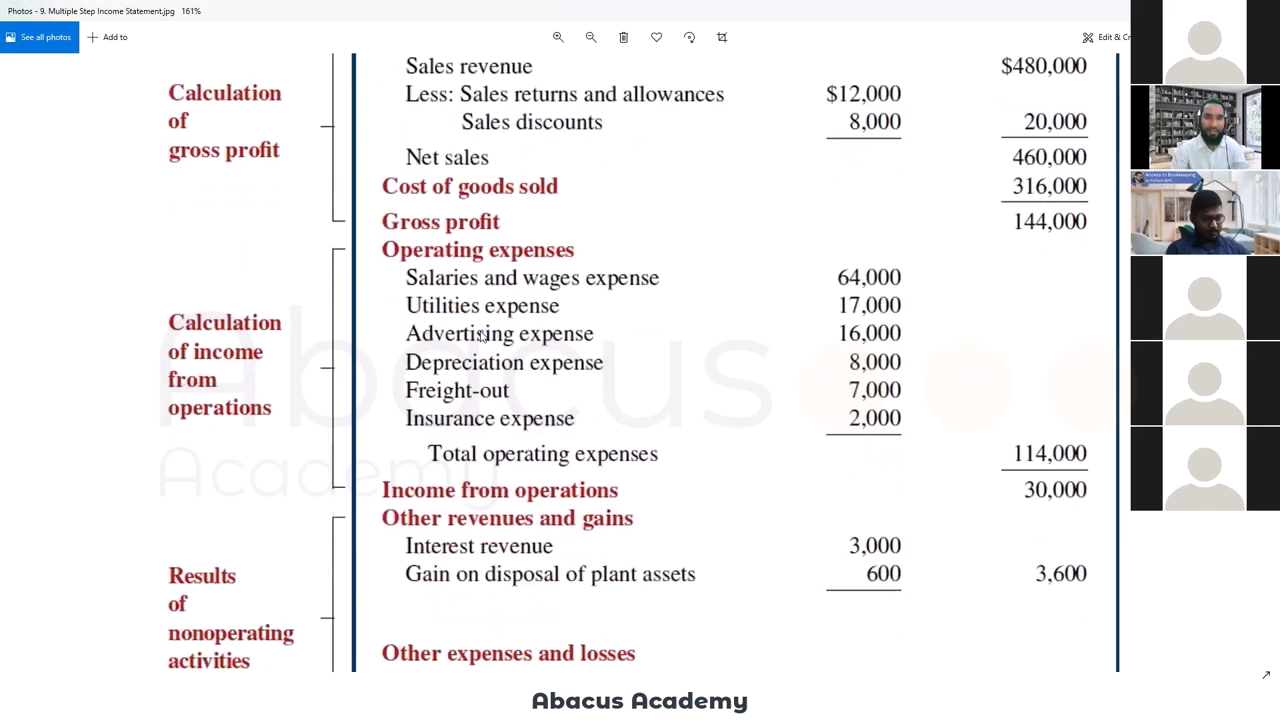 Photos - 9. Multiple Step Income Statement.jpg 161%
See all photos
Add to
Edit & Cr
Calculation
of
gross profit
Sales revenue $480,000
Less: Sales returns and allowances $12,000
Sales discounts 8,000 20,000
Net sales 460,000
Cost of goods sold 316,000
Gross profit 144,000
Calculation
of income
from
operations
Operating expenses
Salaries and wages expense 64,000
Utilities expense 17,000
Advertising expense 16,000
Depreciation expense 8,000
Freight-out 7,000
Insurance expense 2,000
Total operating expenses 114,000
Income from operations 30,000
Results
of
nonoperating
activities
Other revenues and gains
Interest revenue 3,000
Gain on disposal of plant assets 600 3,600
Other expenses and losses
Abacus
Academy
Access to Bookkeeping
Abacus Academy